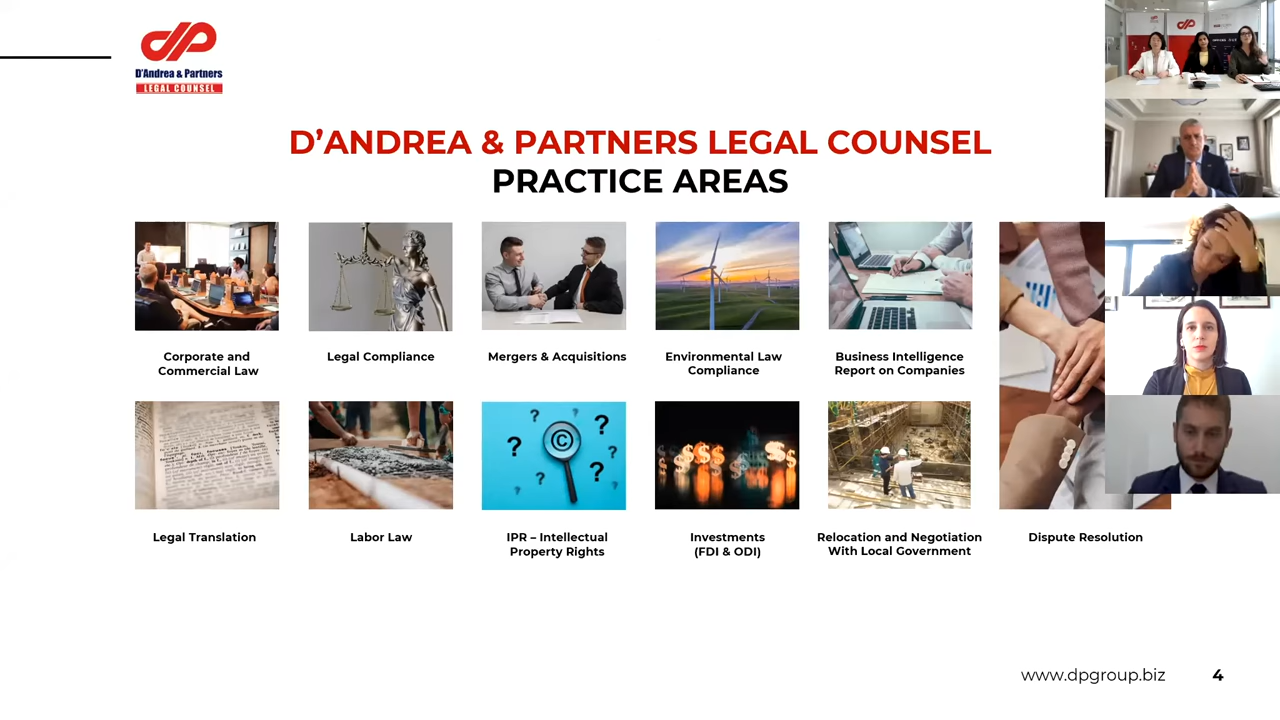 D'Andrea & Partners
LEGAL COUNSEL
D'ANDREA & PARTNERS LEGAL COUNSEL
PRACTICE AREAS
Corporate and
Commercial Law
Legal Compliance
Mergers & Acquisitions
Environmental Law
Compliance
Business Intelligence
Report on Companies
Legal Translation
Labor Law
IPR – Intellectual
Property Rights
Investments
(FDI & ODI)
Relocation and Negotiation
With Local Government
Dispute Resolution
www.dpgroup.biz
4